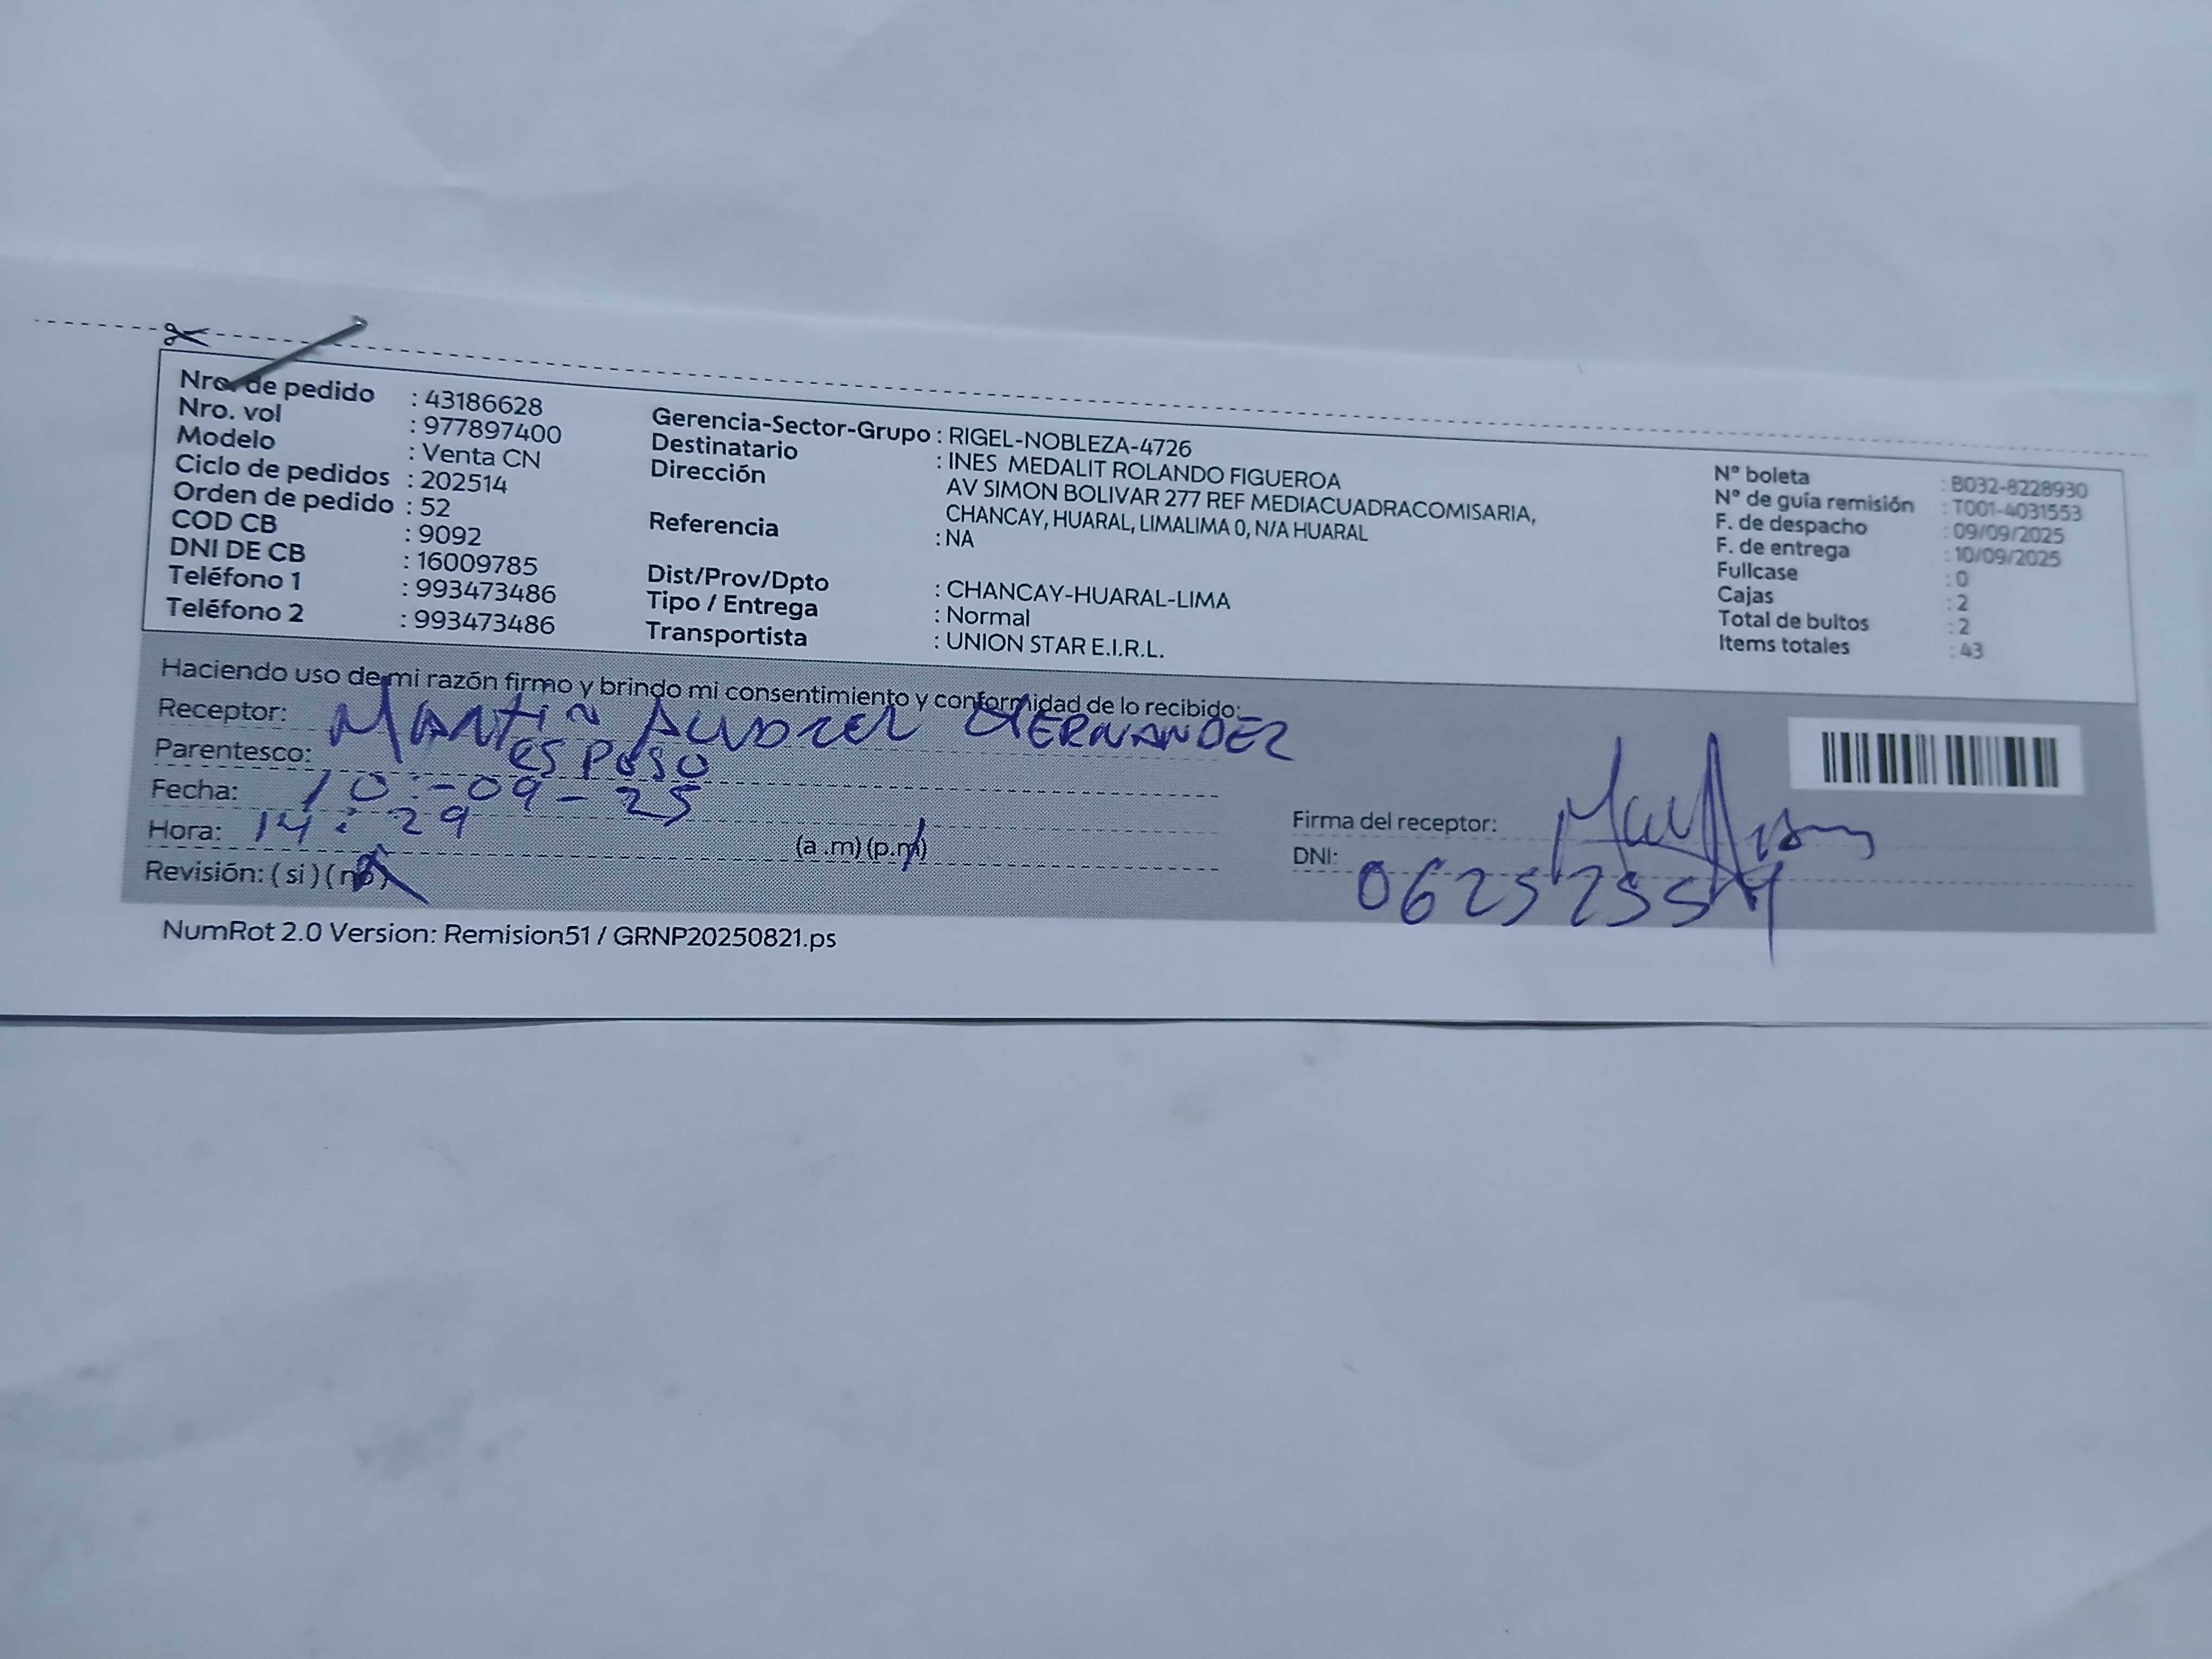 Nro. de pedido : 43186628
Nro. vol : 977897400
Modelo : Venta CN
Ciclo de pedidos : 202514
Orden de pedido : 52
COD CB : 9092
DNI DE CB : 16009785
Teléfono 1 : 993473486
Teléfono 2 : 993473486
Gerencia-Sector-Grupo : RIGEL-NOBLEZA-4726
Destinatario : INES MEDALIT ROLANDO FIGUEROA
Dirección AV SIMON BOLIVAR 277 REF MEDIACUADRACOMISARIA,
CHANCAY, HUARAL, LIMALIMA 0, N/A HUARAL
Referencia : NA
Dist/Prov/Dpto : CHANCAY-HUARAL-LIMA
Tipo / Entrega : Normal
Transportista : UNION STAR E.I.R.L.
N° boleta : B032-8228930
N° de guía remisión : T001-4031553
F. de despacho : 09/09/2025
F. de entrega : 10/09/2025
Fullcase : 0
Cajas : 2
Total de bultos : 2
Items totales : 43
Haciendo uso de mi razón firmo y brindo mi consentimiento y conformidad de lo recibido:
Receptor: MARTIN HERNANDEZ
Parentesco: esposo
Fecha: 10-09-25
Hora: 14:29 (a.m) (p.m)
Revisión: (si) (no)
Firma del receptor:
DNI:
NumRot 2.0 Version: Remision51 / GRNP20250821.ps